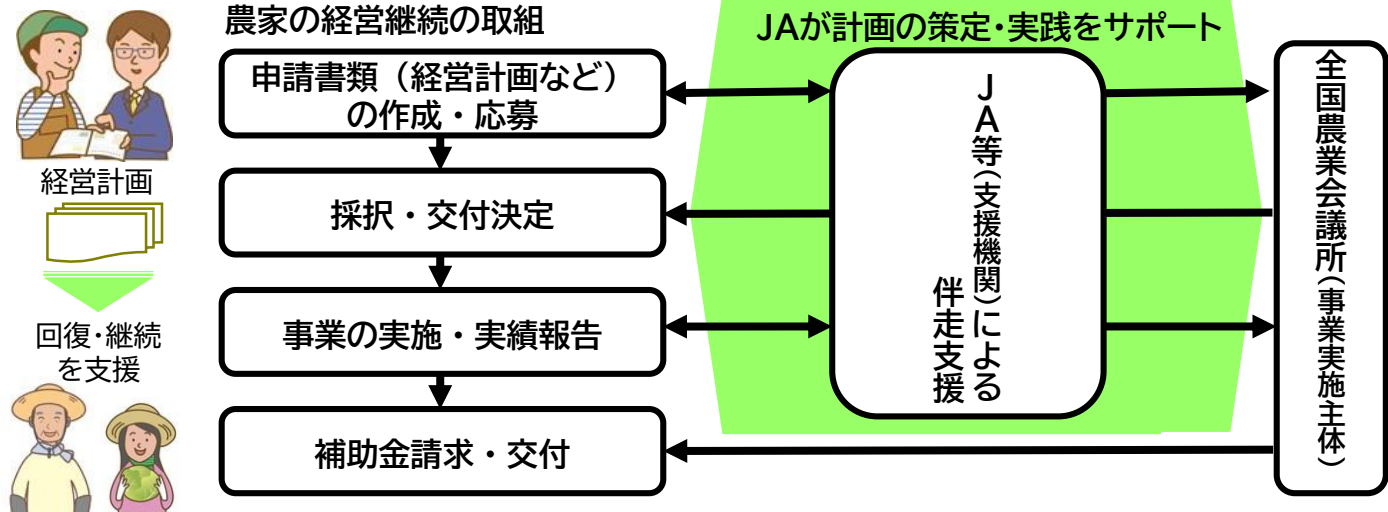 農家の経営継続の取組
JAが計画の策定・実践をサポート
申請書類（経営計画など）
の作成・応募
採択・交付決定
事業の実施・実績報告
補助金請求・交付
JA等(支援機関)による
伴走支援
全国農業会議所(事業実施主体)
経営計画
回復・継続
を支援